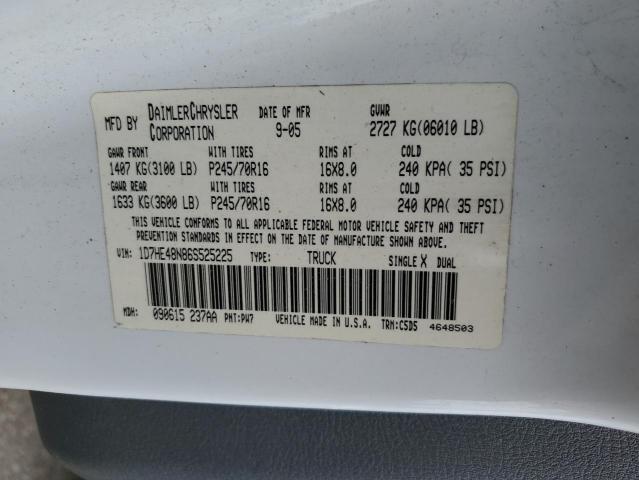 MFD BY DAIMLERCHRYSLER CORPORATION DATE OF MFR 9-05 GVWR 2727 KG(06010 LB)
GAWR FRONT WITH TIRES RIMS AT COLD
1407 KG(3100 LB) P245/70R16 16X8.0 240 KPA( 35 PSI)
GAWR REAR WITH TIRES RIMS AT COLD
1633 KG(3600 LB) P245/70R16 16X8.0 240 KPA( 35 PSI)
THIS VEHICLE CONFORMS TO ALL APPLICABLE FEDERAL MOTOR VEHICLE SAFETY AND THEFT
PREVENTION STANDARDS IN EFFECT ON THE DATE OF MANUFACTURE SHOWN ABOVE.
VIN: 1D7HE48N86S525225 TYPE: TRUCK SINGLE X DUAL
MDH: 090615 237AA PNT:PW7 VEHICLE MADE IN U.S.A. TRM:C5D5 4648503